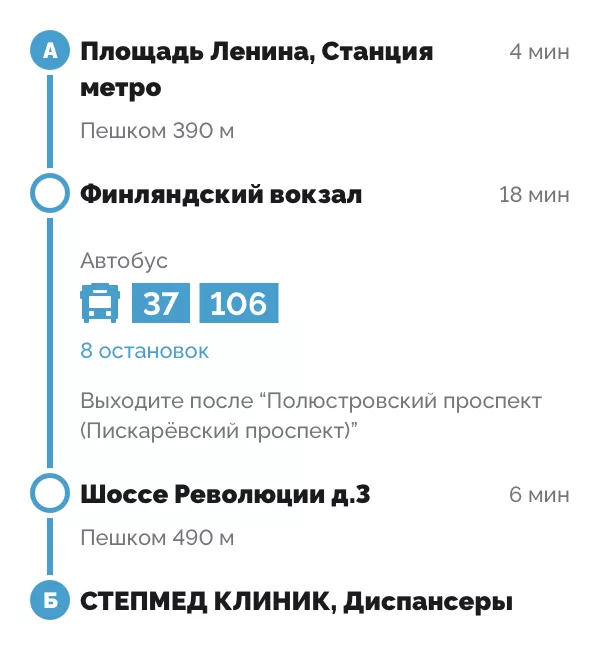 А Площадь Ленина, Станция 4 мин
метро
Пешком 390 м
Финляндский вокзал 18 мин
Автобус
37 106
8 остановок
Выходите после “Полюстровский проспект
(Пискарёвский проспект)”
Шоссе Революции д.3 6 мин
Пешком 490 м
Б СТЕПМЕД КЛИНИК, Диспансеры